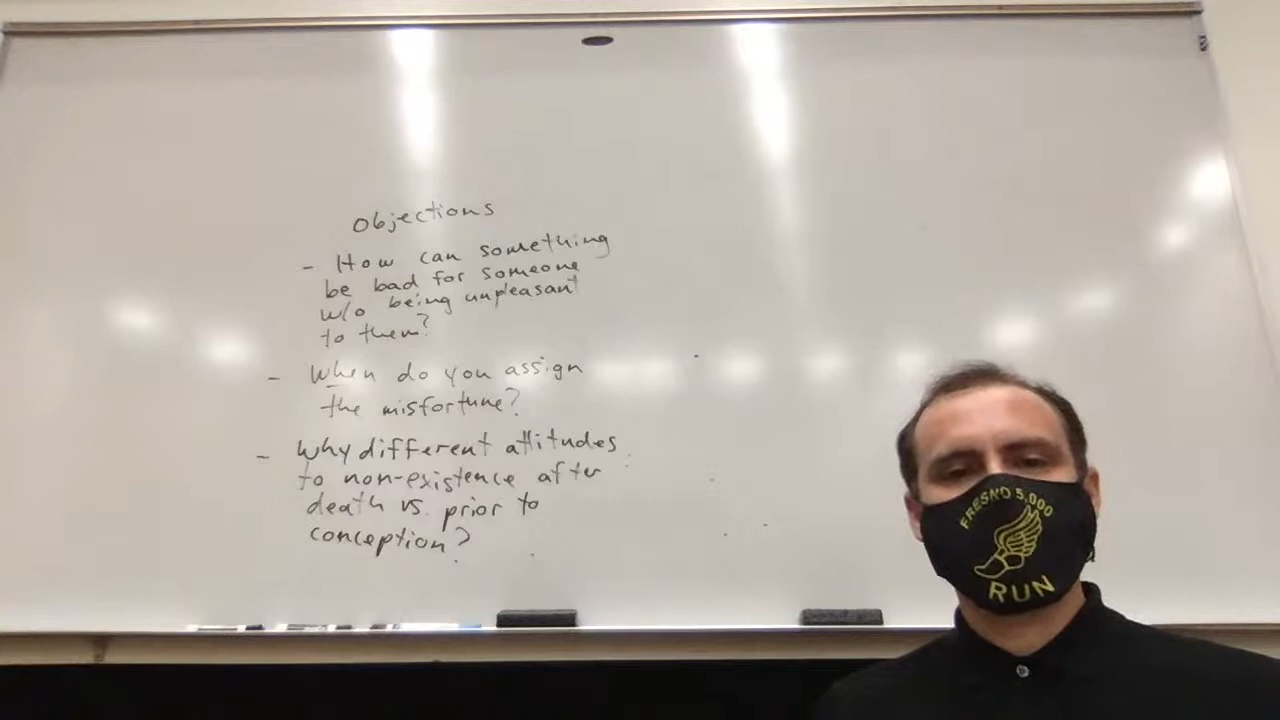 Objections
- How can something
be bad for someone
w/o being unpleasant
to them?
- When do you assign
the misfortune?
- Why different attitudes
to non-existence after
death vs. prior to
conception?
FRESNO 5,000
RUN